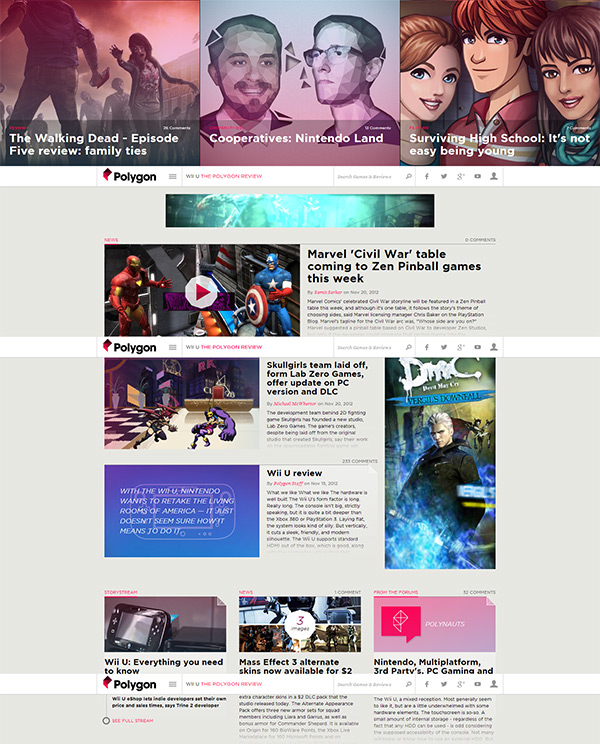 REVIEW
26 Comments
The Walking Dead - Episode
Five review: family ties
12 Comments
Cooperatives: Nintendo Land
7 Comments
Surviving High School: It's not
easy being young
Polygon
WII U THE POLYGON REVIEW
Search Games & Reviews
NEWS
0 COMMENTS
Marvel 'Civil War' table
coming to Zen Pinball games
this week
By Samit Sarkar on Nov 20, 2012
Marvel Comics' celebrated Civil War storyline will be featured in a Zen Pinball
table this week, and although it's one table, it follows the story's theme of
choosing sides, said Marvel licensing manager Chris Baker on the PlayStation
Blog. Marvel's tagline for the Civil War arc was, "Whose side are you on?"
Marvel suggested a pinball table based on Civil War to developer Zen Studios,
Polygon
WII U THE POLYGON REVIEW
Search Games & Reviews
Skullgirls team laid off,
form Lab Zero Games,
offer update on PC
version and DLC
By Michael McWhertor on Nov 20, 2012
The development team behind 2D fighting
game Skullgirls has founded a new studio,
Lab Zero Games. The game's creators,
despite being laid off from the original
studio that created Skullgirls, say their work
DmC
Devil May Cry
VERGIL'S DOWNFALL
233 COMMENTS
WITH THE WII U, NINTENDO
WANTS TO RETAKE THE LIVING
ROOMS OF AMERICA — IT JUST
DOESN'T SEEM SURE HOW IT
MEANS TO DO IT.
Wii U review
By Polygon Staff on Nov 18, 2012
What we like What we like The hardware is
well built. The Wii U's form factor is long.
Really long. The console isn't big, strictly
speaking, but it is quite a bit deeper than
the Xbox 360 or PlayStation 3. Laying flat,
the system looks kind of silly. But vertically,
it cuts a sleek, friendly, and modern
silhouette. The Wii U supports standard
HDMI out of the box, which is good, along
STORYSTREAM
Wii U: Everything you need
to know
NEWS
1 COMMENT
3
images
Mass Effect 3 alternate
skins now available for $2
FROM THE FORUMS
32 COMMENTS
POLYNAUTS
Nintendo, Multiplatform,
3rd Party's, PC Gaming and
Polygon
WII U THE POLYGON REVIEW
Search Games & Reviews
Wii U eShop lets indie developers set their own
price and sales times, says Trine 2 developer
SEE FULL STREAM
extra character skins in a $2 DLC pack that the
studio released today. The Alternate Appearance
Pack offers three new armor sets for squad
members including Liara and Garrus, as well as
bonus armor for Commander Shepard. It is available
on Origin for 160 BioWare Points, the Xbox Live
Marketplace for 160 Microsoft Points and on
The Wii U, a mixed reception. Most generally seem
to like it, but are a little underwhelmed with some
hardware elements. The touchscreen is so-so. A
small amount of internal storage - regardless of the
fact that any HDD can be used - is odd considering
the supposed accessibility of the console. Not many